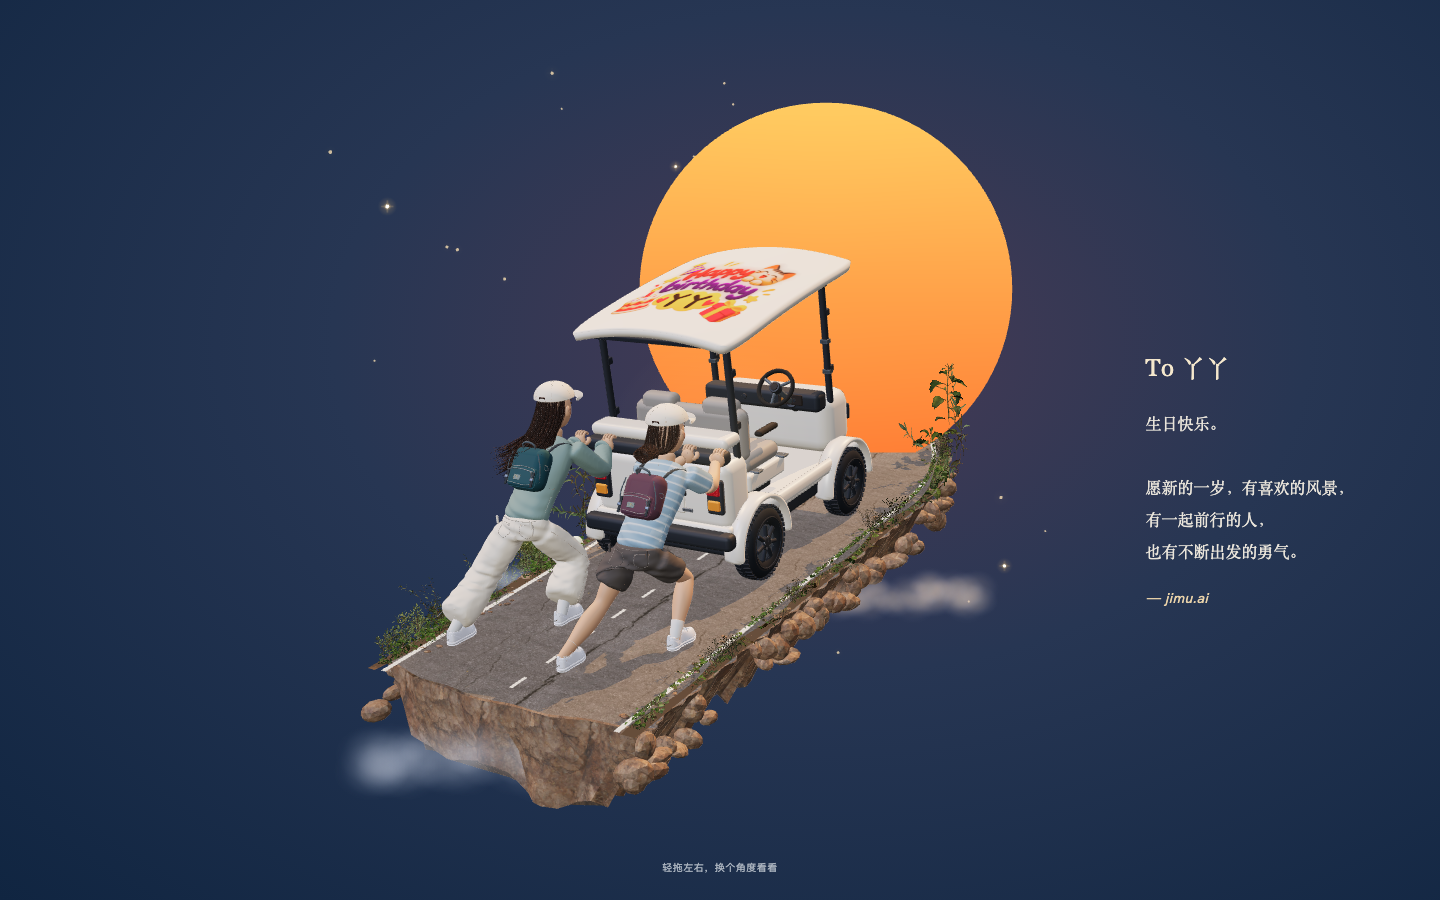 Happy
birthday
YY
To 丫丫
生日快乐。
愿新的一岁，有喜欢的风景，
有一起前行的人，
也有不断出发的勇气。
— jimu.ai
轻拖左右，换个角度看看